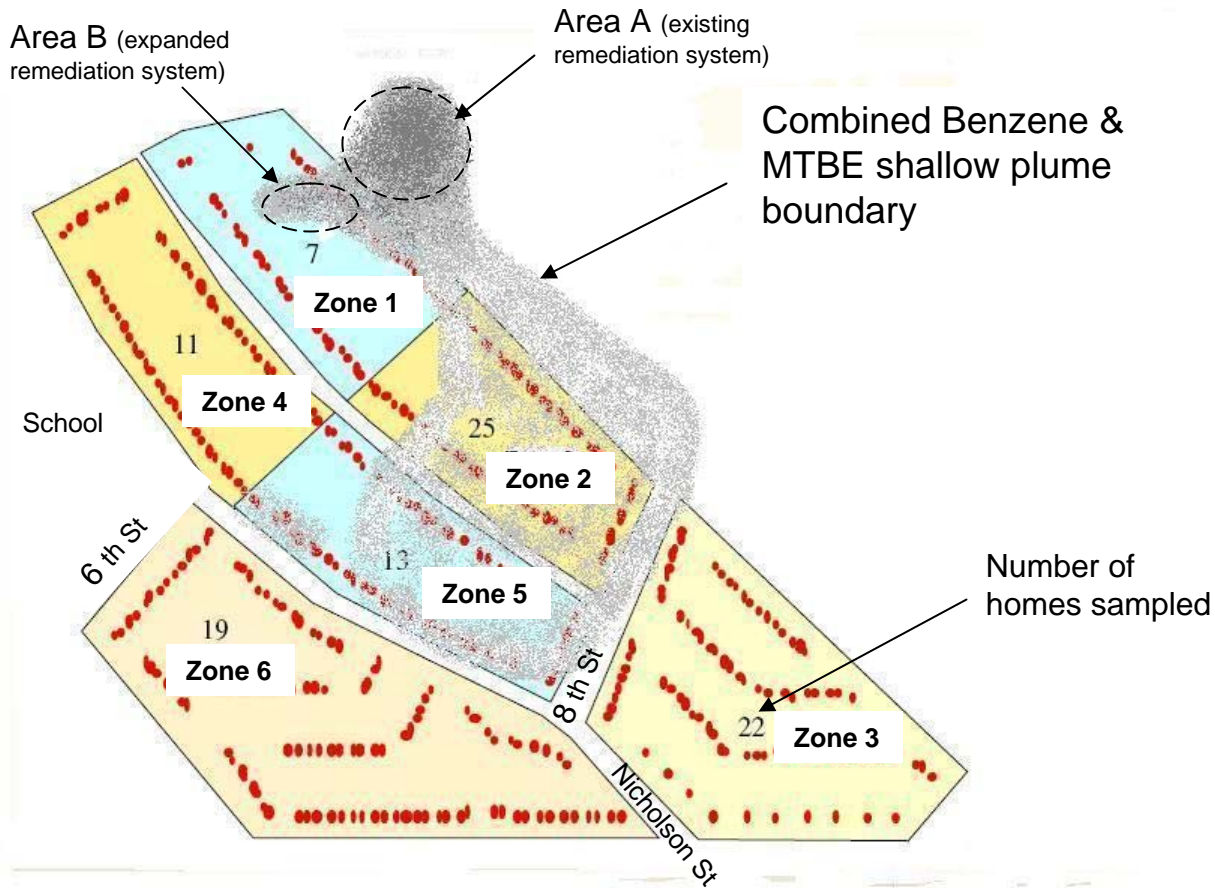 Area B (expanded
remediation system)
Area A (existing
remediation system)
Combined Benzene &
MTBE shallow plume
boundary
7
Zone 1
11
Zone 4
School
25
Zone 2
6 th St
13
Zone 5
Number of
homes sampled
19
Zone 6
8 th St
22
Zone 3
Nicholson St